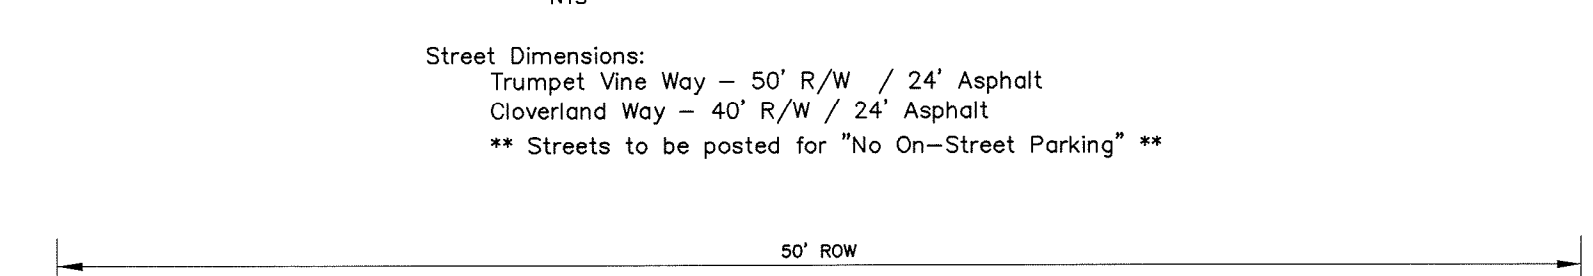 NTS
Street Dimensions:
Trumpet Vine Way – 50' R/W / 24' Asphalt
Cloverland Way – 40' R/W / 24' Asphalt
** Streets to be posted for "No On–Street Parking" **
50' ROW